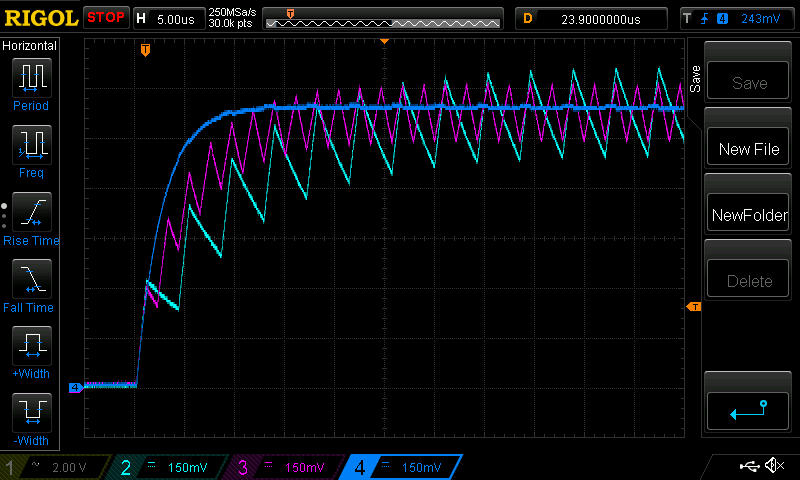 RIGOL STOP H 5.00us 250MSa/s 30.0k pts T D 23.9000000us T 4 243mV
Horizontal
Period
Freq
Rise Time
Fall Time
+Width
-Width
T
4
T
Save
Save
New File
NewFolder
Delete
1 2.00 V 2 150mV 3 150mV 4 150mV